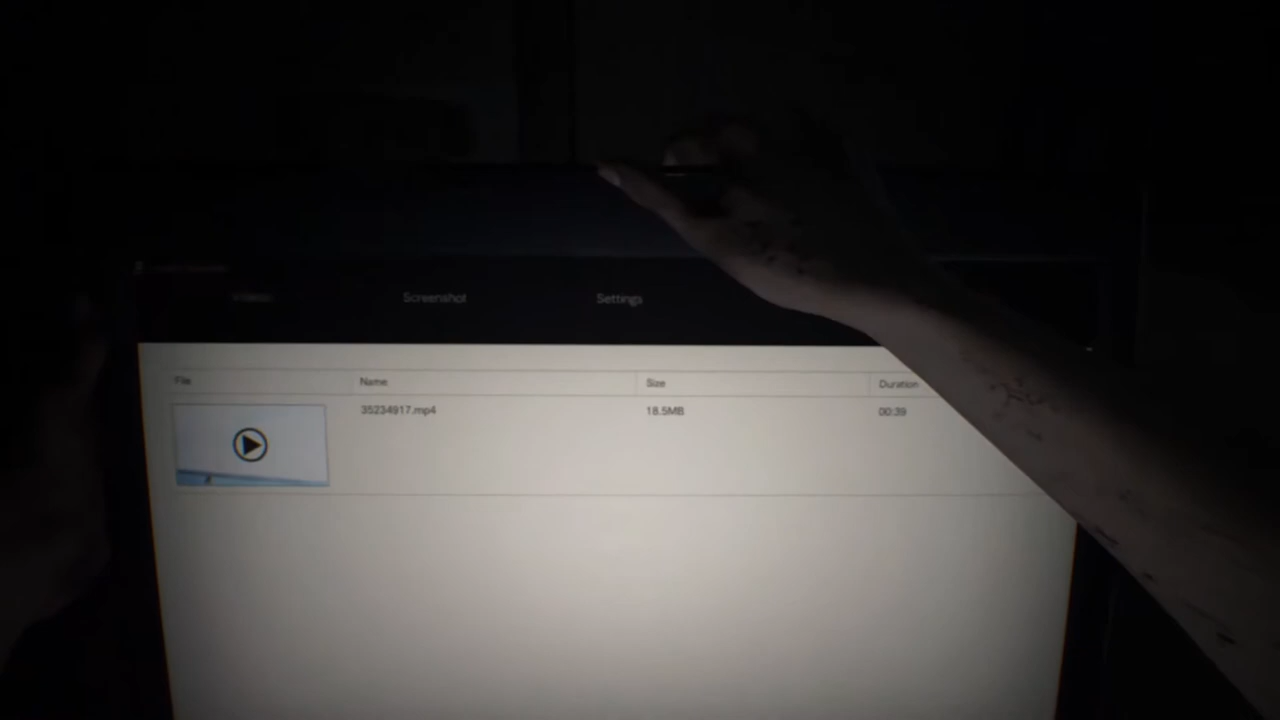 Screenshot Settings
File Name Size Duration
35234917.mp4 18.5MB 00:39